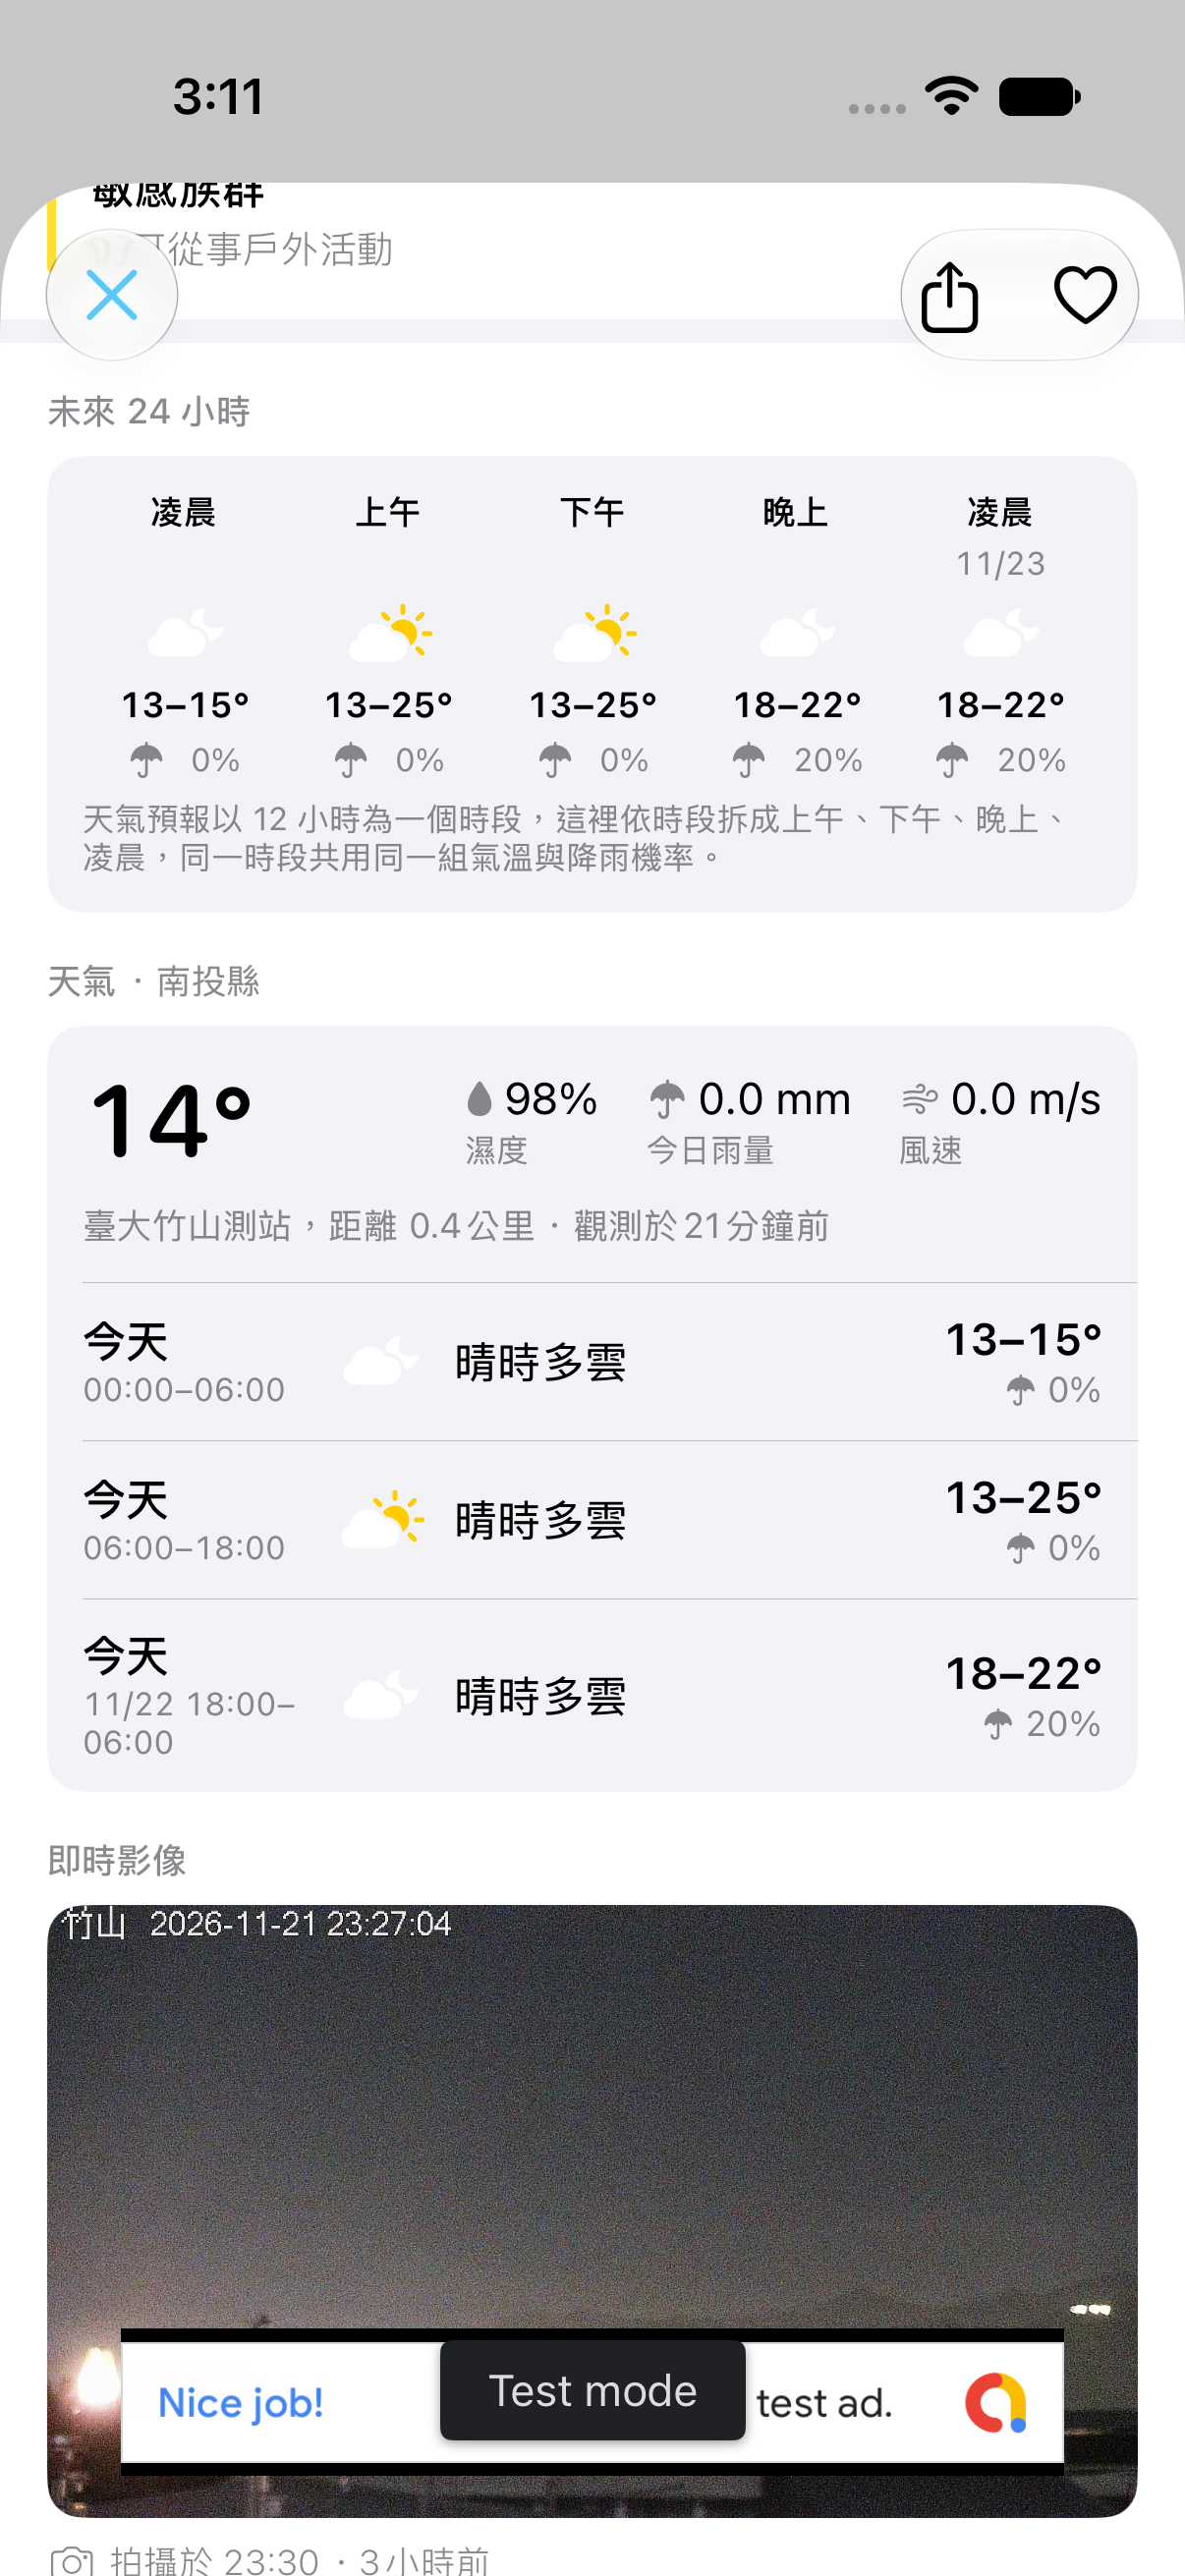 3:11
敏感族群
從事戶外活動
未來 24 小時
凌晨 上午 下午 晚上 凌晨
11/23
13–15° 13–25° 13–25° 18–22° 18–22°
0% 0% 0% 20% 20%
天氣預報以 12 小時為一個時段，這裡依時段拆成上午、下午、晚上、
凌晨，同一時段共用同一組氣溫與降雨機率。
天氣 · 南投縣
14° 98% 0.0 mm 0.0 m/s
濕度 今日雨量 風速
臺大竹山測站，距離 0.4 公里 · 觀測於 21 分鐘前
今天 晴時多雲 13–15°
00:00–06:00 0%
今天 晴時多雲 13–25°
06:00–18:00 0%
今天 晴時多雲 18–22°
11/22 18:00– 20%
06:00
即時影像
竹山 2026-11-21 23:27:04
Nice job! Test mode test ad.
拍攝於 23:30 · 3 小時前